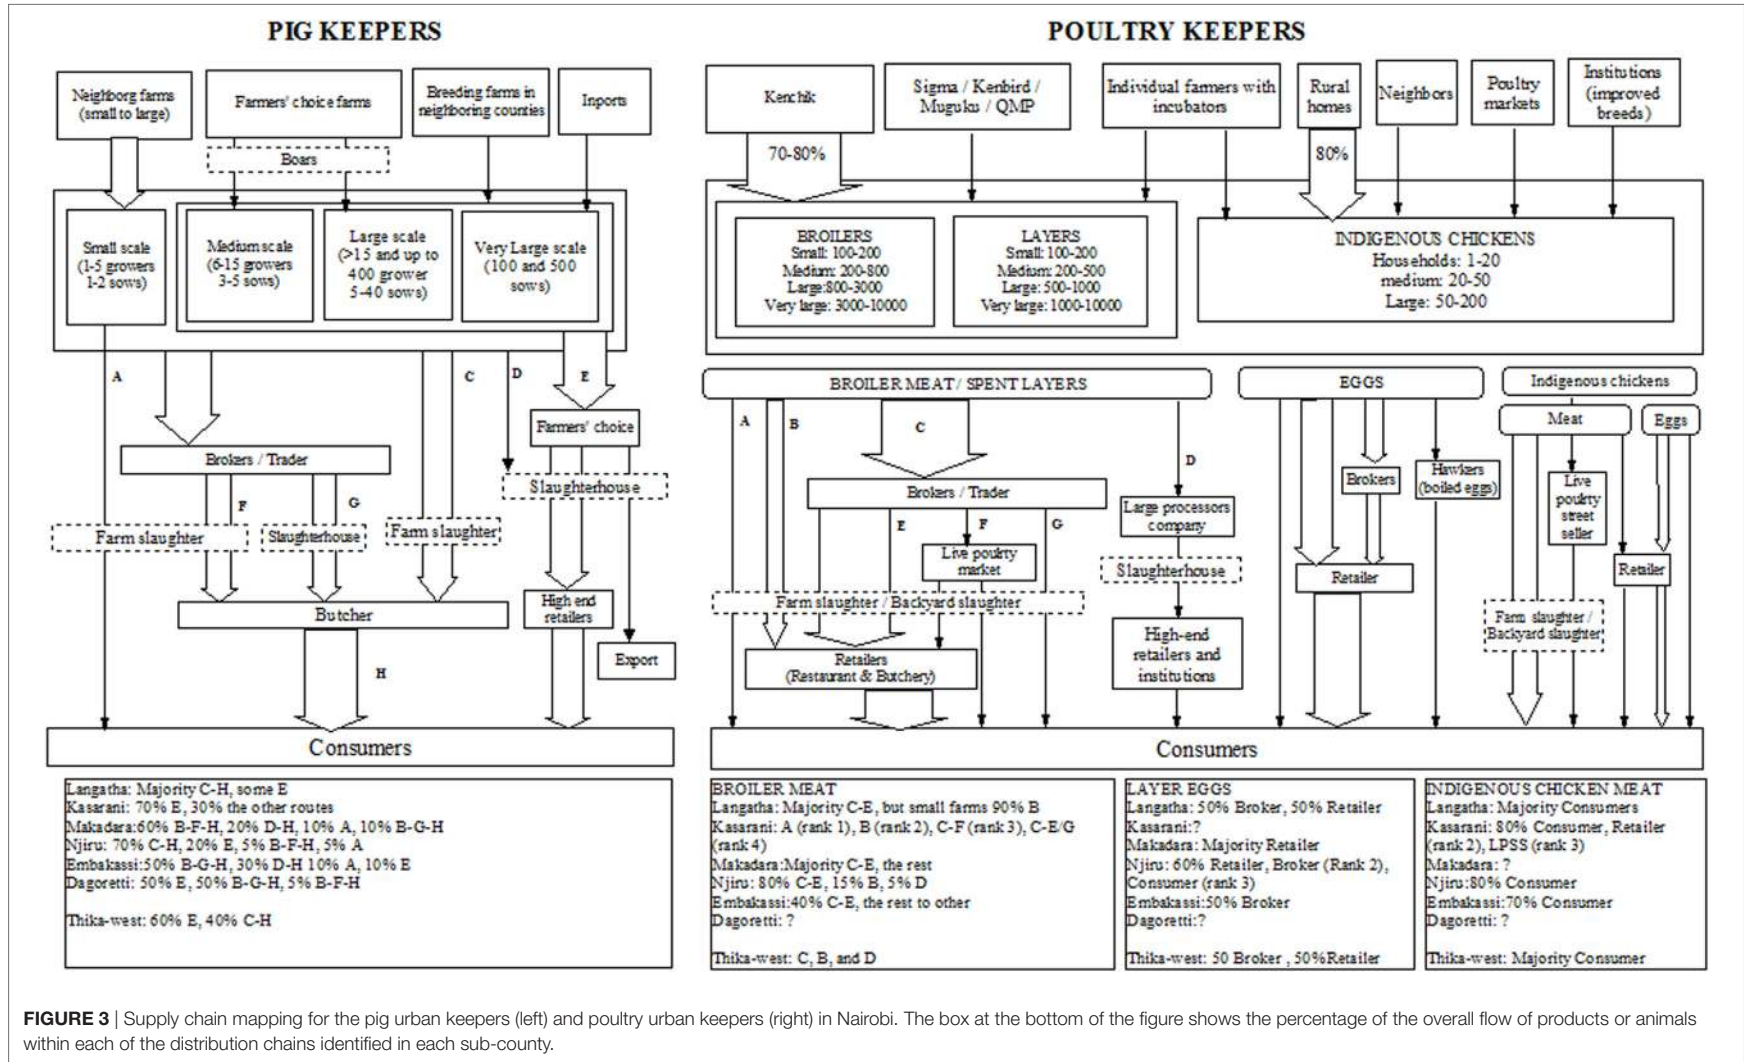 PIG KEEPERS
Neighborg farms
(small to large)
Farmers' choice farms
Breeding farms in
neighboring counties
Inports
Boars
Small scale
(1-5 growers
1-2 sows)
Medium scale
(6-15 growers
3-5 sows)
Large scale
(>15 and up to
400 grower
5-40 sows)
Very Large scale
(100 and 500
sows)
A
C
D
E
Farmers' choice
Brokers / Trader
Slaughterhouse
F
G
Farm slaughter
Slaughterhouse
Farm slaughter
Butcher
High end
retailers
Export
H
Consumers
Langatha: Majority C-H, some E
Kasarani: 70% E, 30% the other routes
Makadara:60% B-F-H, 20% D-H, 10% A, 10% B-G-H
Njiru: 70% C-H, 20% E, 5% B-F-H, 5% A
Embakassi:50% B-G-H, 30% D-H 10% A, 10% E
Dagoretti: 50% E, 50% B-G-H, 5% B-F-H
Thika-west: 60% E, 40% C-H
POULTRY KEEPERS
Kenchik
Sigma / Kenbird /
Muguku / QMP
Individual farmers with
incubators
Rural
homes
Neighbors
Poultry
markets
Institutions
(improved
breeds)
70-80%
80%
BROILERS
Small: 100-200
Medium: 200-800
Large:800-3000
Very large: 3000-10000
LAYERS
Small: 100-200
Medium: 200-500
Large: 500-1000
Very large: 1000-10000
INDIGENOUS CHICKENS
Households: 1-20
medium: 20-50
Large: 50-200
BROILER MEAT/ SPENT LAYERS
EGGS
Indigenous chickens
Meat
Eggs
A
B
C
D
Brokers
Hawkers
(boiled eggs)
Live
poultry
street
seller
Brokers / Trader
Large processors
company
E
F
G
Live poultry
market
Slaughterhouse
Retailer
Retailer
Farm slaughter / Backyard slaughter
Farm slaughter /
Backyard slaughter
High-end
retailers and
institutions
Retailers
(Restaurant & Butchery)
Consumers
BROILER MEAT
Langatha: Majority C-E, but small farms 90% B
Kasarani: A (rank 1), B (rank 2), C-F (rank 3), C-E/G
(rank 4)
Makadara:Majority C-E, the rest
Njiru: 80% C-E, 15% B, 5% D
Embakassi:40% C-E, the rest to other
Dagoretti: ?
Thika-west: C, B, and D
LAYER EGGS
Langatha: 50% Broker, 50% Retailer
Kasarani:?
Makadara: Majority Retailer
Njiru: 60% Retailer, Broker (Rank 2),
Consumer (rank 3)
Embakassi:50% Broker
Dagoretti:?
Thika-west: 50 Broker , 50%Retailer
INDIGENOUS CHICKEN MEAT
Langatha: Majority Consumers
Kasarani: 80% Consumer, Retailer
(rank 2), LPSS (rank 3)
Makadara: ?
Njiru:80% Consumer
Embakassi:70% Consumer
Dagoretti: ?
Thika-west: Majority Consumer
FIGURE 3 | Supply chain mapping for the pig urban keepers (left) and poultry urban keepers (right) in Nairobi. The box at the bottom of the figure shows the percentage of the overall flow of products or animals
within each of the distribution chains identified in each sub-county.